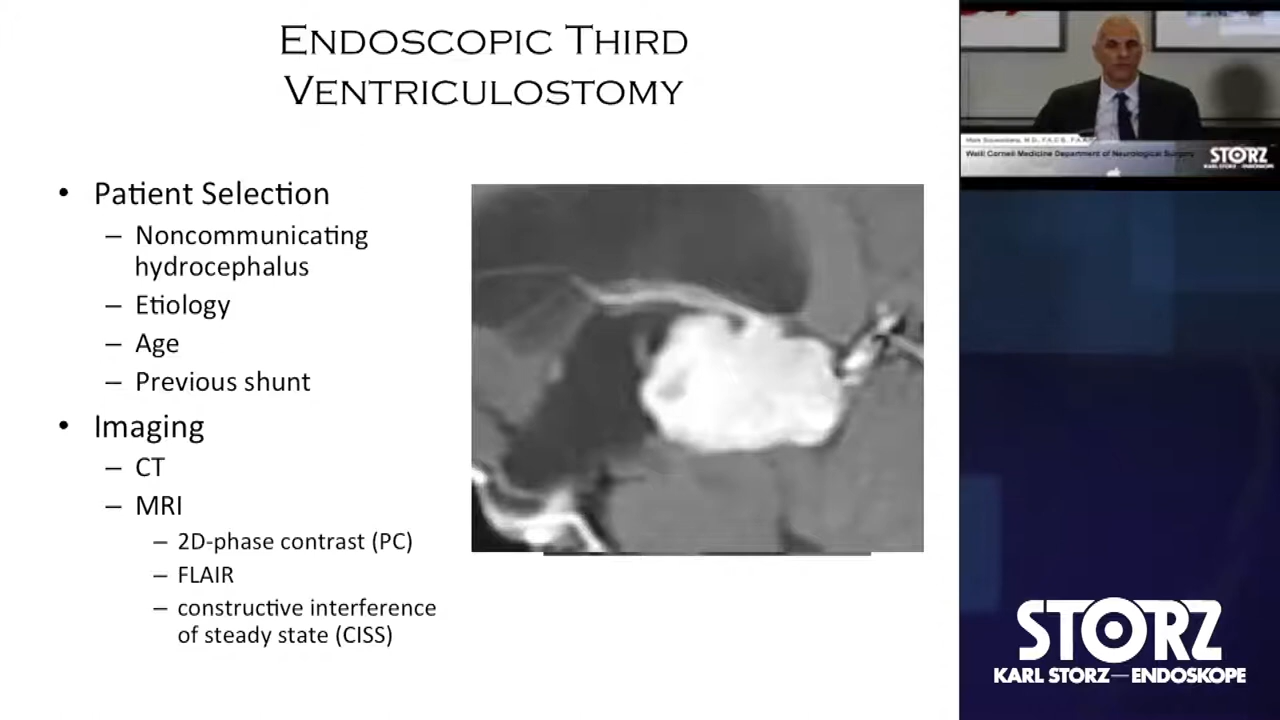 ENDOSCOPIC THIRD
VENTRICULOSTOMY
• Patient Selection
– Noncommunicating
hydrocephalus
– Etiology
– Age
– Previous shunt
• Imaging
– CT
– MRI
– 2D-phase contrast (PC)
– FLAIR
– constructive interference
of steady state (CISS)
Weill Cornell Medicine Department of Neurological Surgery
STORZ
KARL STORZ—ENDOSKOPE
STORZ
KARL STORZ—ENDOSKOPE